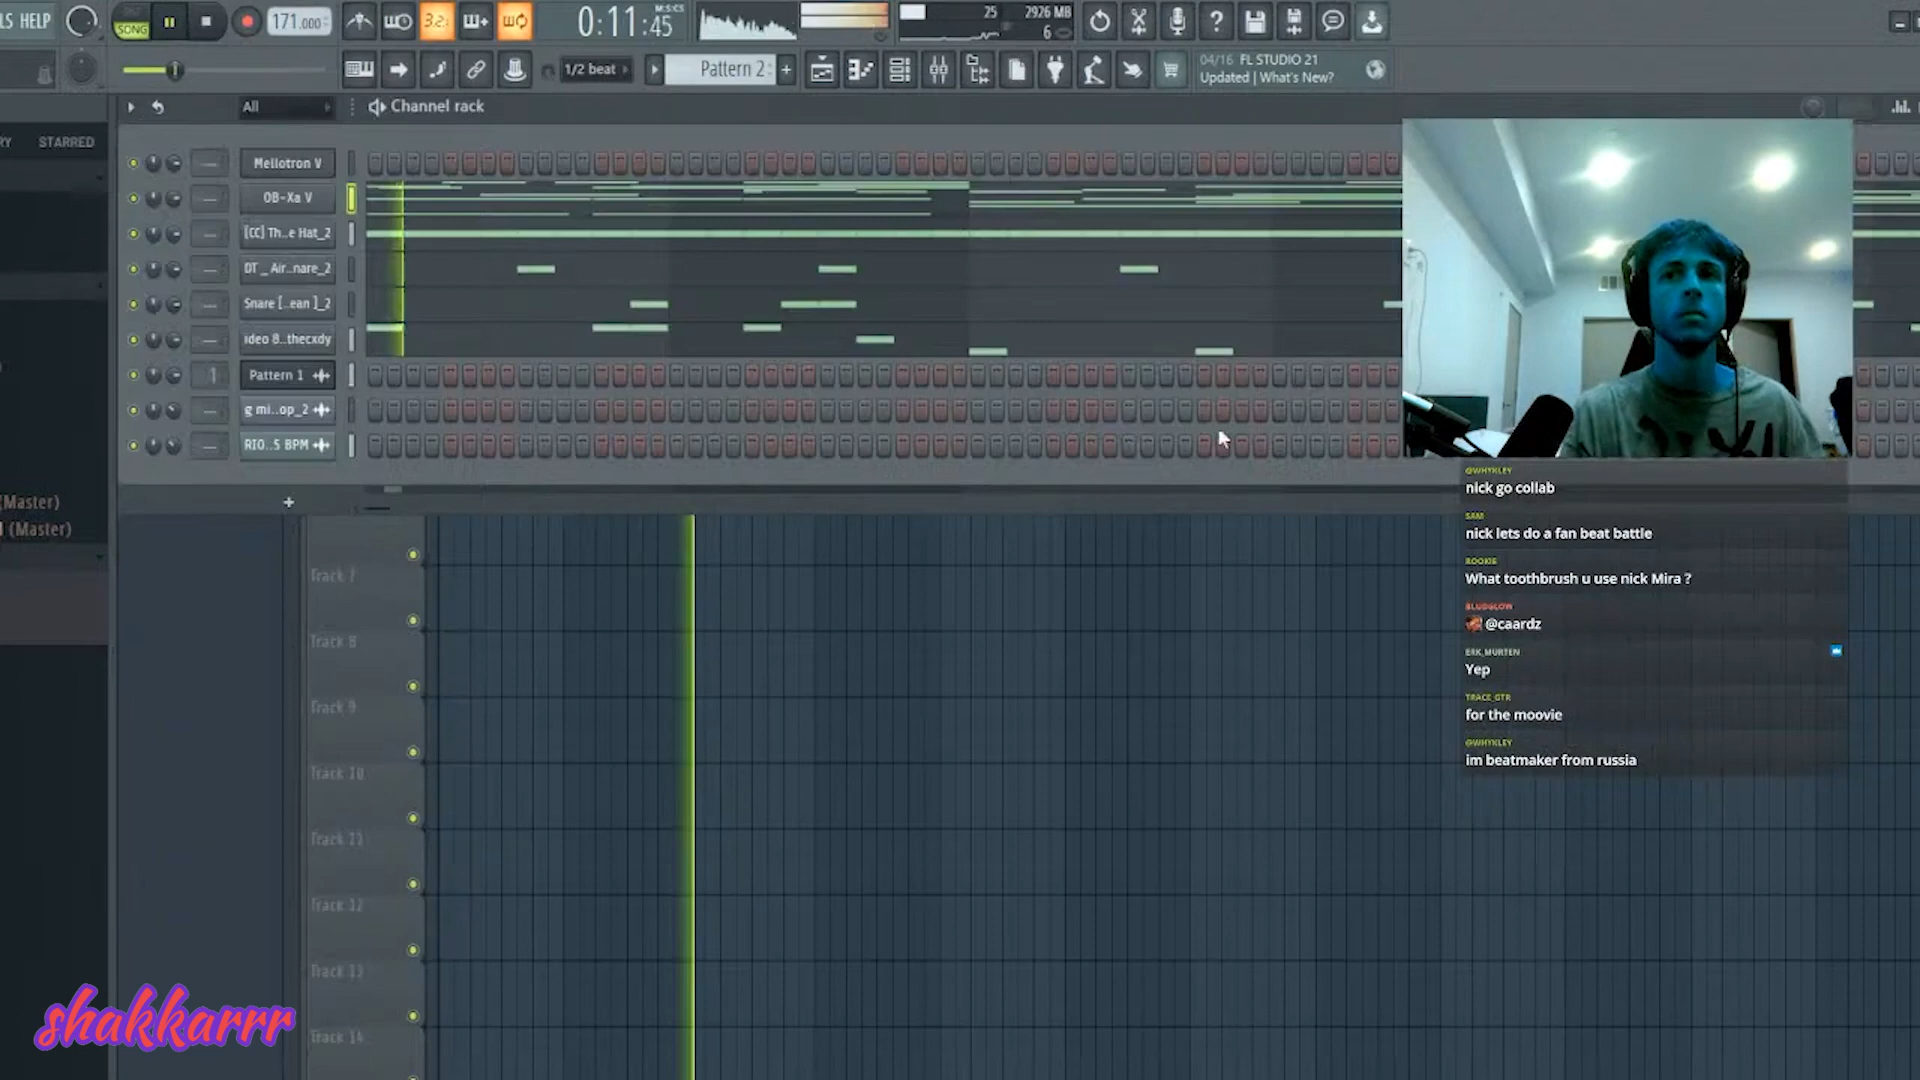 LS HELP
SONG
171.000
32:
0:11:45
M:S:CS
25
2926 MB
6
1/2 beat
Pattern 2
04/16 FL STUDIO 21
Updated | What's New?
All
Channel rack
RY STARRED
Mellotron V
OB-Xa V
[CC] Th..e Hat_2
DT _ Air..nare_2
Snare [..ean ]_2
ideo 8..thecxdy
1 Pattern 1
g mi..op_2
RIO..5 BPM
(Master)
l (Master)
Track 7
Track 8
Track 9
Track 10
Track 11
Track 12
Track 13
Track 14
@WHYKLEY
nick go collab
SAM
nick lets do a fan beat battle
ROOKIE
What toothbrush u use nick Mira ?
BLUDGLOW
@caardz
ERK_MURTEN
Yep
TRACE_GTR
for the moovie
@WHYKLEY
im beatmaker from russia
shakkarrr